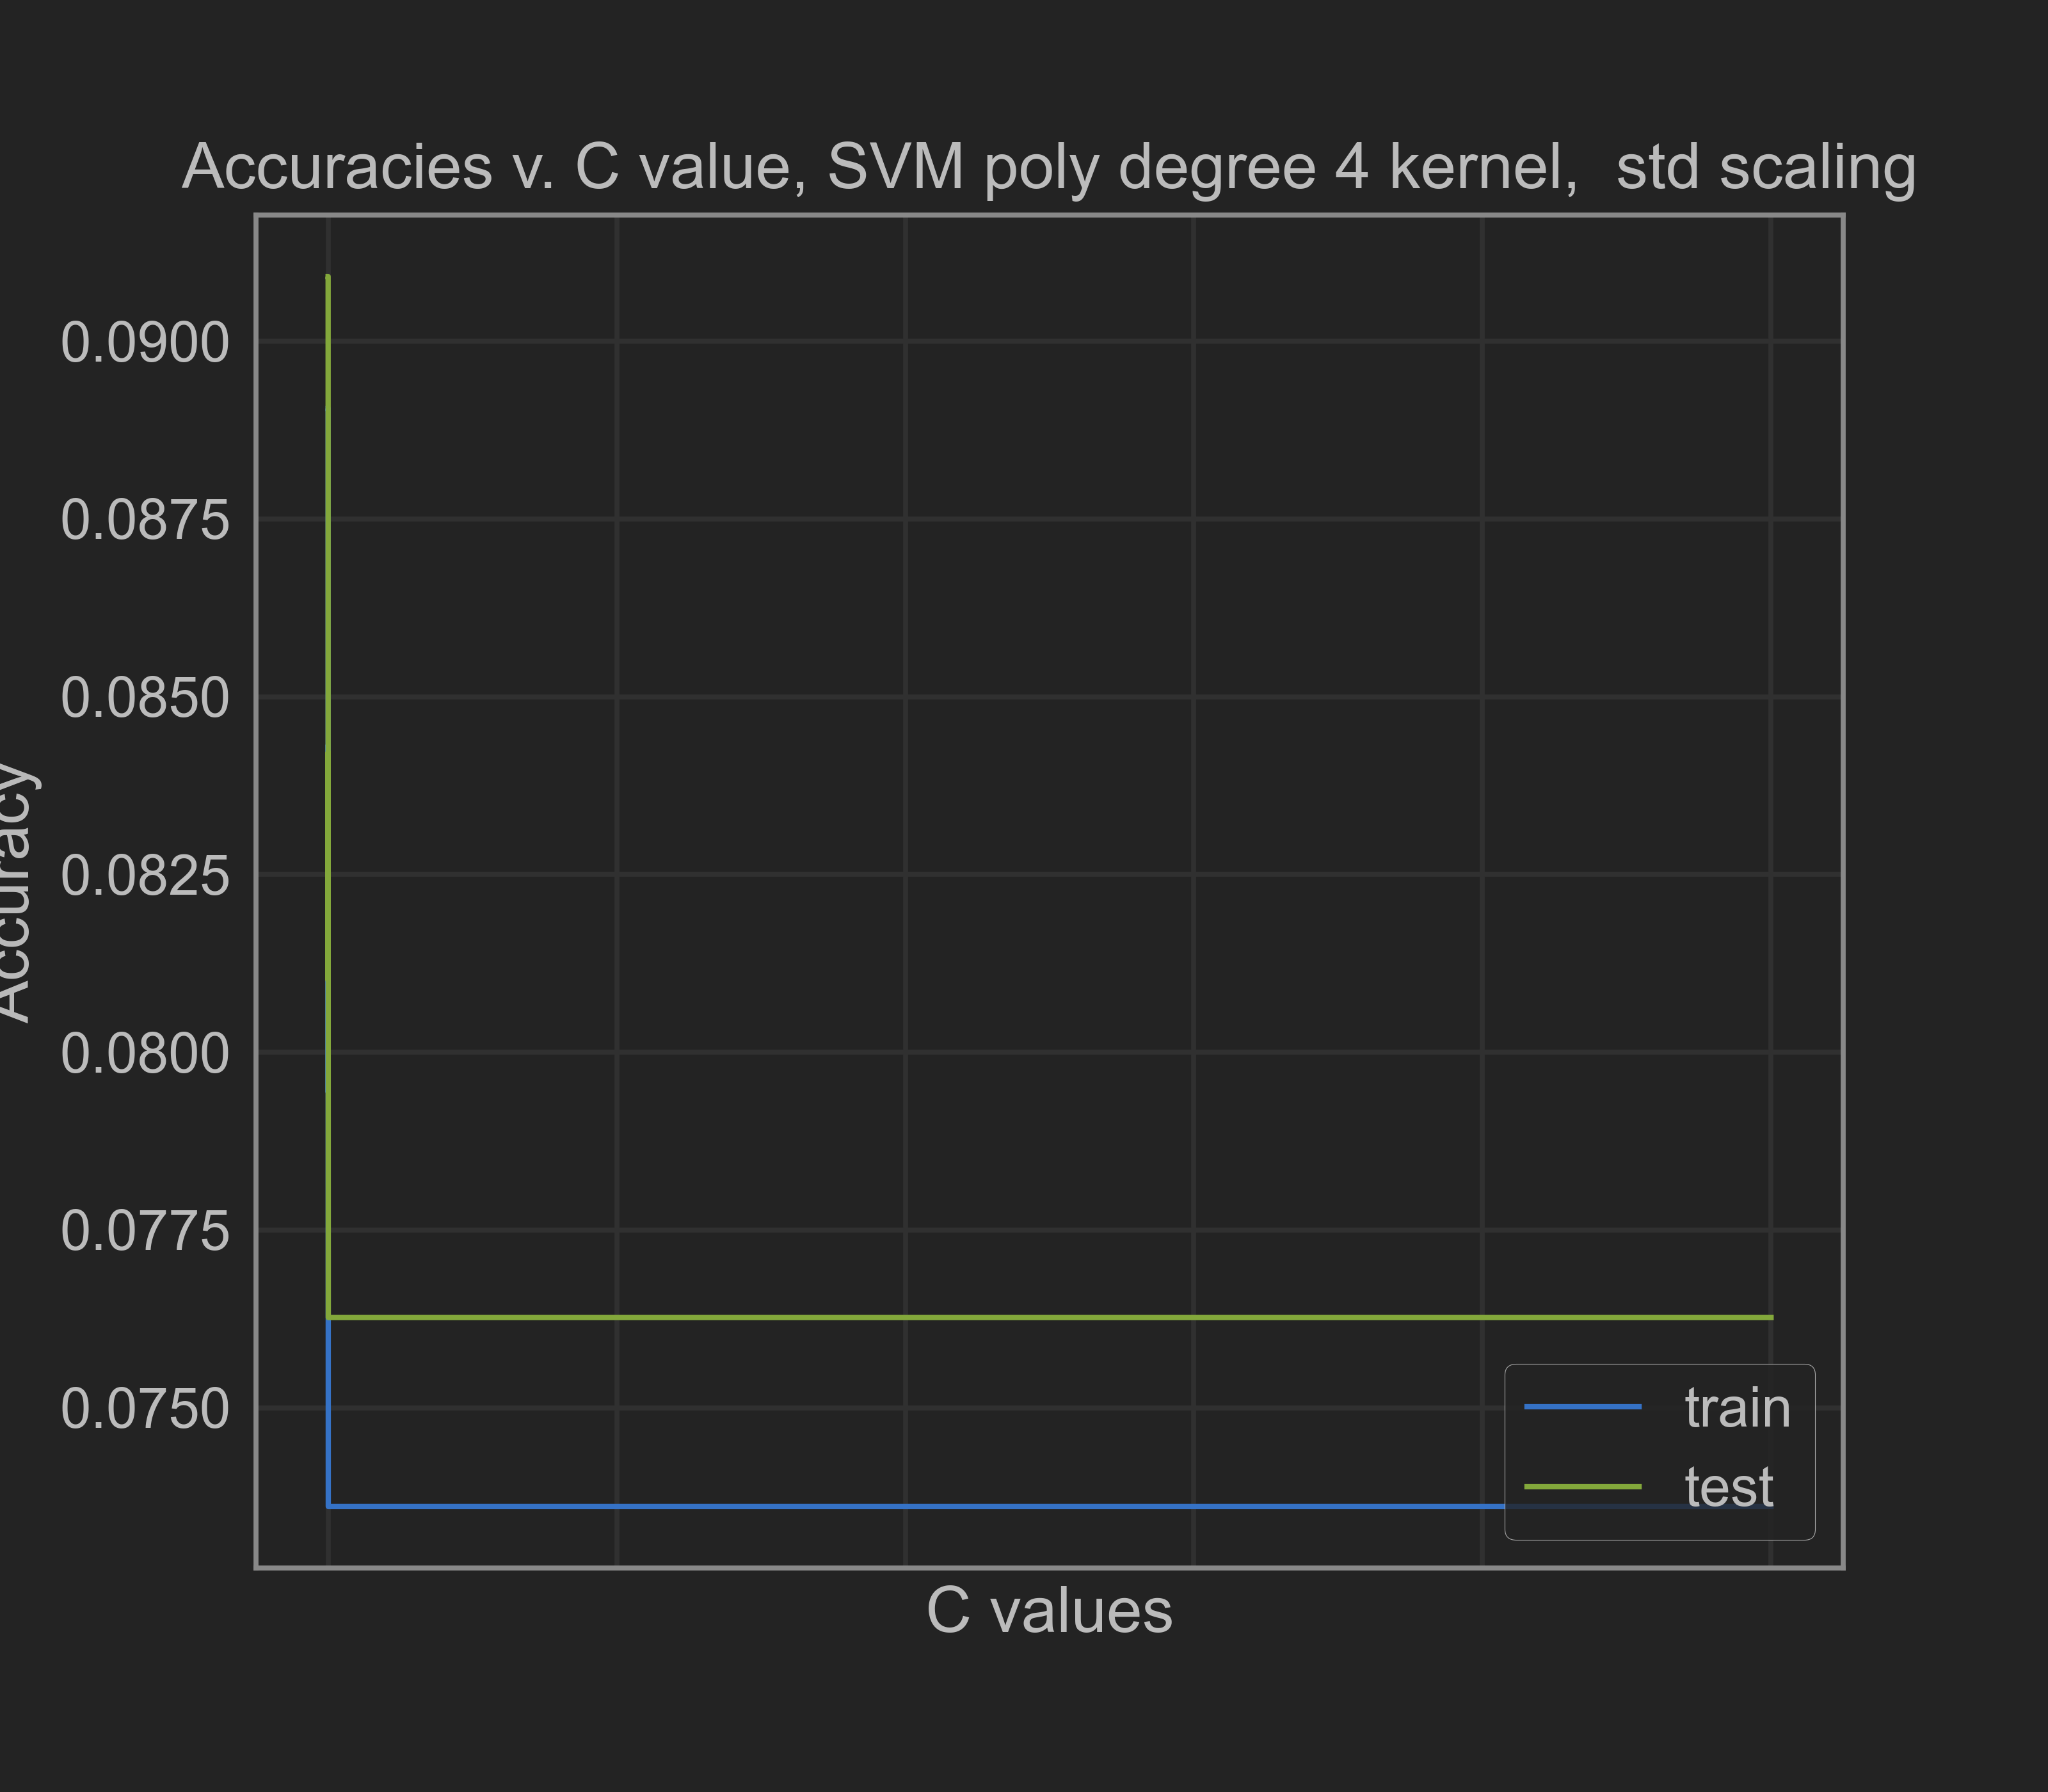 Accuracies v. C value, SVM poly degree 4 kernel,  std scaling
0.0900
0.0875
0.0850
0.0825
0.0800
0.0775
0.0750
Accuracy
train
test
C values